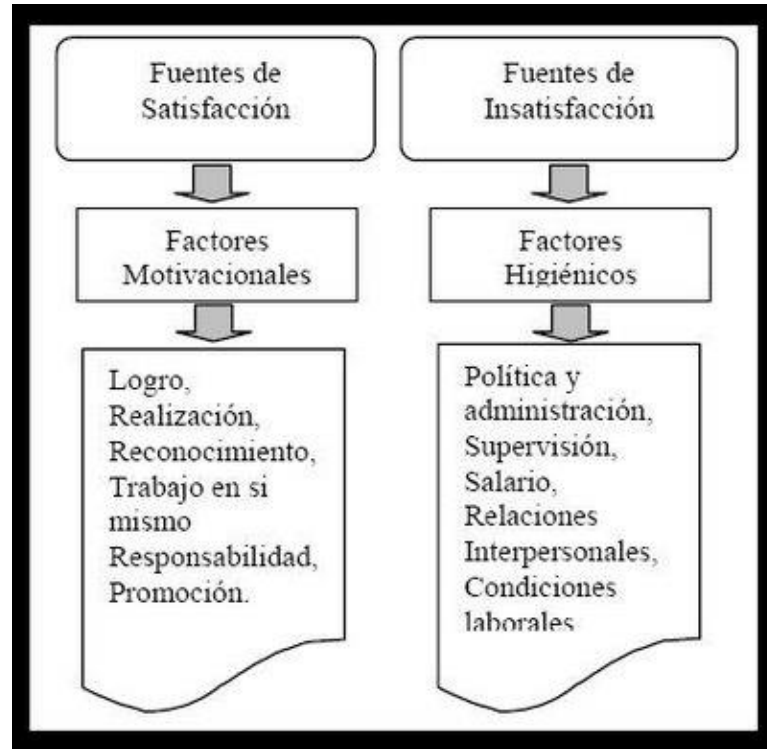 Fuentes de
Satisfacción
Factores
Motivacionales
Logro,
Realización,
Reconocimiento,
Trabajo en si
mismo
Responsabilidad,
Promoción.
Fuentes de
Insatisfacción
Factores
Higiénicos
Política y
administración,
Supervisión,
Salario,
Relaciones
Interpersonales,
Condiciones
laborales